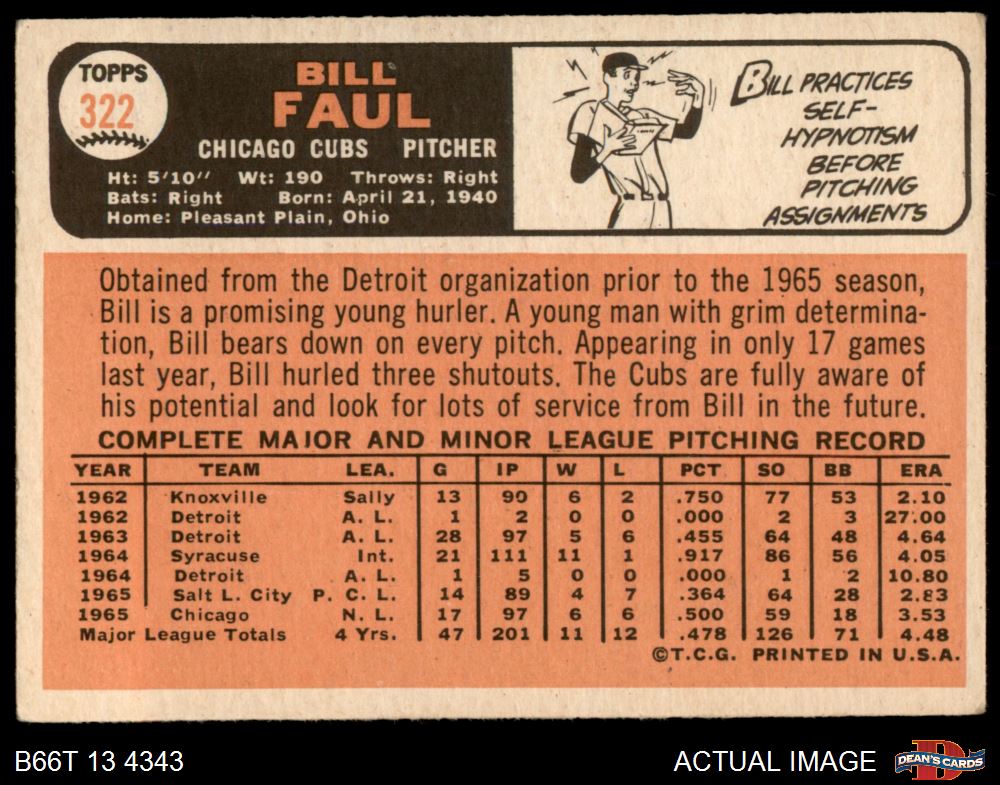 TOPPS
322
BILL
FAUL
CHICAGO CUBS PITCHER
Ht: 5'10" Wt: 190 Throws: Right
Bats: Right Born: April 21, 1940
Home: Pleasant Plain, Ohio
BILL PRACTICES
SELF-
HYPNOTISM
BEFORE
PITCHING
ASSIGNMENTS
Obtained from the Detroit organization prior to the 1965 season,
Bill is a promising young hurler. A young man with grim determina-
tion, Bill bears down on every pitch. Appearing in only 17 games
last year, Bill hurled three shutouts. The Cubs are fully aware of
his potential and look for lots of service from Bill in the future.
COMPLETE MAJOR AND MINOR LEAGUE PITCHING RECORD
YEAR TEAM LEA. G IP W L PCT. SO BB ERA
1962 Knoxville Sally 13 90 6 2 .750 77 53 2.10
1962 Detroit A. L. 1 2 0 0 .000 2 3 27.00
1963 Detroit A. L. 28 97 5 6 .455 64 48 4.64
1964 Syracuse Int. 21 111 11 1 .917 86 56 4.05
1964 Detroit A. L. 1 5 0 0 .000 1 2 10.80
1965 Salt L. City P. C. L. 14 89 4 7 .364 64 28 2.83
1965 Chicago N. L. 17 97 6 6 .500 59 18 3.53
Major League Totals 4 Yrs. 47 201 11 12 .478 126 71 4.48
©T.C.G. PRINTED IN U.S.A.
B66T 13 4343
ACTUAL IMAGE
DEAN'S CARDS